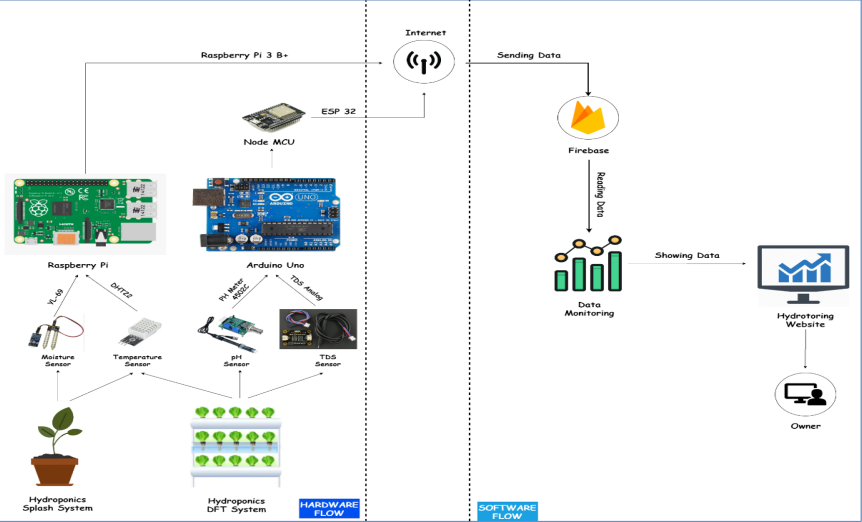 Internet
Raspberry Pi 3 B+
Sending Data
ESP 32
Node MCU
Firebase
Reading Data
UNO
ARDUINO
Raspberry Pi
Arduino Uno
Showing Data
YL-69
DHT22
PH Meter
4502C
TDS Analog
Data
Monitoring
Hydrotoring
Website
Moisture
Sensor
Temperature
Sensor
pH
Sensor
TDS
Sensor
Owner
Hydroponics
Splash System
Hydroponics
DFT System
HARDWARE
FLOW
SOFTWARE
FLOW